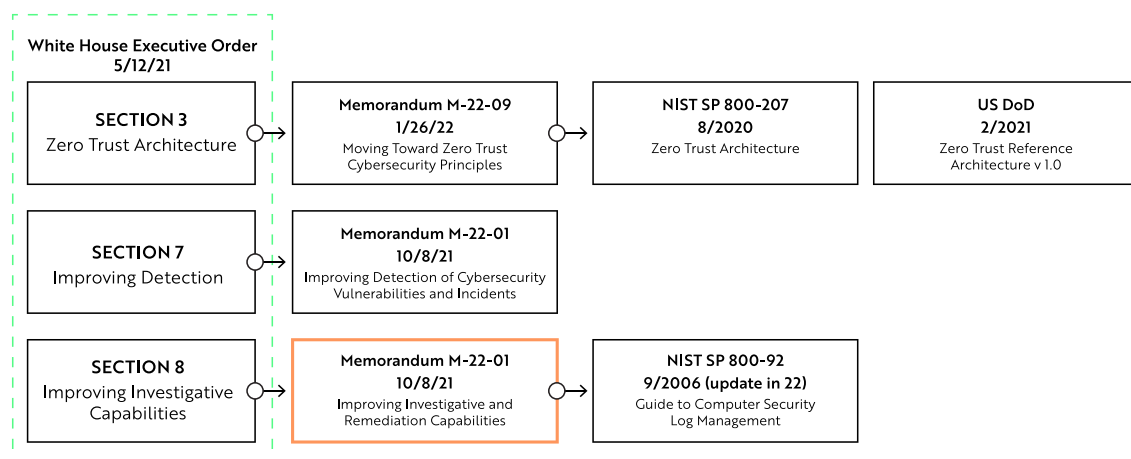 White House Executive Order
5/12/21
SECTION 3
Zero Trust Architecture
Memorandum M-22-09
1/26/22
Moving Toward Zero Trust
Cybersecurity Principles
NIST SP 800-207
8/2020
Zero Trust Architecture
US DoD
2/2021
Zero Trust Reference
Architecture v 1.0
SECTION 7
Improving Detection
Memorandum M-22-01
10/8/21
Improving Detection of Cybersecurity
Vulnerabilities and Incidents
SECTION 8
Improving Investigative
Capabilities
Memorandum M-22-01
10/8/21
Improving Investigative and
Remediation Capabilities
NIST SP 800-92
9/2006 (update in 22)
Guide to Computer Security
Log Management